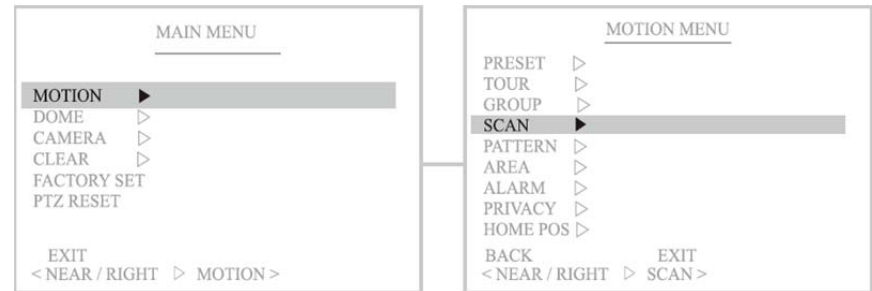 MAIN MENU
MOTION ▶
DOME ▷
CAMERA ▷
CLEAR ▷
FACTORY SET
PTZ RESET
EXIT
< NEAR / RIGHT ▷ MOTION >
MOTION MENU
PRESET ▷
TOUR ▷
GROUP ▷
SCAN ▶
PATTERN ▷
AREA ▷
ALARM ▷
PRIVACY ▷
HOME POS ▷
BACK EXIT
< NEAR / RIGHT ▷ SCAN >